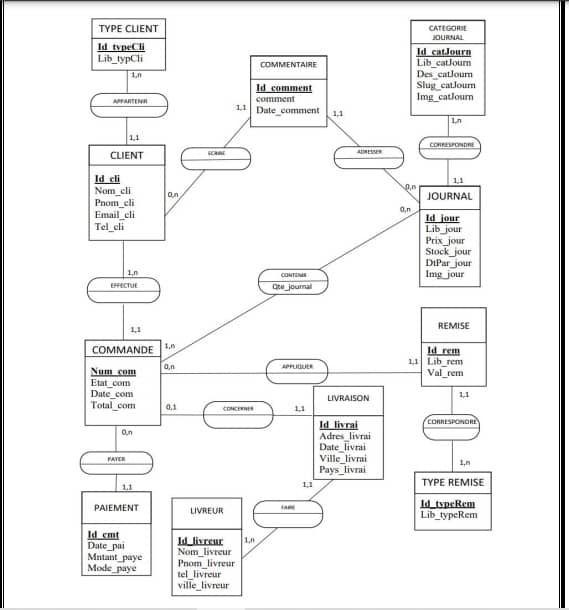 TYPE CLIENT
Id_typeCli
Lib_typCli
1,n
APPARTENIR
1,1
CLIENT
Id_cli
Nom_cli
Pnom_cli
Email_cli
Tel_cli
0,n
ECRIRE
1,1
COMMENTAIRE
Id_comment
comment
Date_comment
1,1
ADRESSER
0,n
CATEGORIE
JOURNAL
Id_catJourn
Lib_catJourn
Des_catJourn
Slug_catJourn
Img_catJourn
1,n
CORRESPONDRE
1,1
JOURNAL
Id_jour
Lib_jour
Prix_jour
Stock_jour
DtPar_jour
Img_jour
0,n
CONTENIR
Qte_journal
1,n
EFFECTUE
1,1
COMMANDE
Num_com
Etat_com
Date_com
Total_com
1,n
0,n
APPLIQUER
1,1
REMISE
Id_rem
Lib_rem
Val_rem
1,1
CORRESPONDRE
1,n
TYPE REMISE
Id_typeRem
Lib_typeRem
0,1
CONCERNER
1,1
LIVRAISON
Id_livrai
Adres_livrai
Date_livrai
Ville_livrai
Pays_livrai
1,1
FAIRE
1,n
LIVREUR
Id_livreur
Nom_livreur
Pnom_livreur
tel_livreur
ville_livreur
0,n
PAYER
1,1
PAIEMENT
Id_cmt
Date_pai
Mntant_paye
Mode_paye